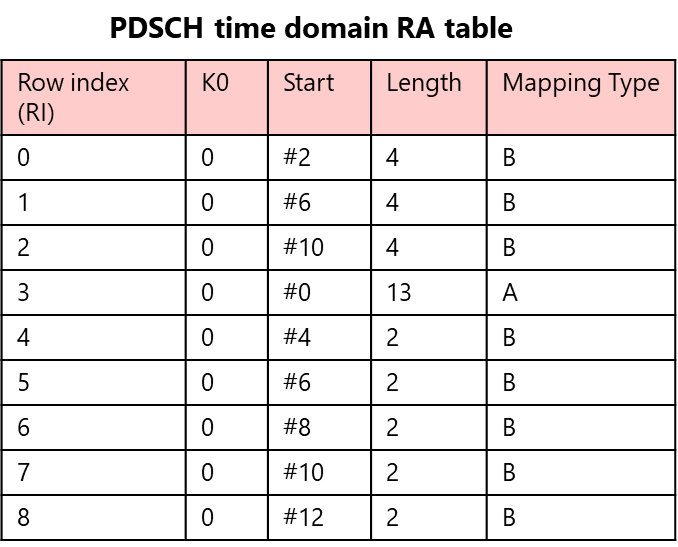 PDSCH time domain RA table
Row index (RI) K0 Start Length Mapping Type
0 0 #2 4 B
1 0 #6 4 B
2 0 #10 4 B
3 0 #0 13 A
4 0 #4 2 B
5 0 #6 2 B
6 0 #8 2 B
7 0 #10 2 B
8 0 #12 2 B